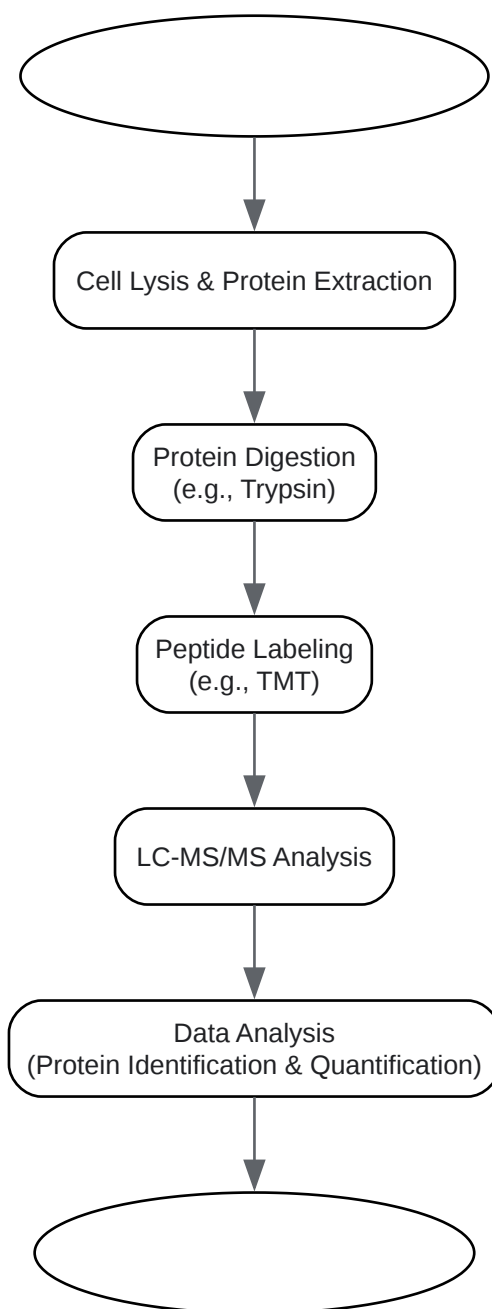 Cell Lysis & Protein Extraction
Protein Digestion
(e.g., Trypsin)
Peptide Labeling
(e.g., TMT)
LC-MS/MS Analysis
Data Analysis
(Protein Identification & Quantification)